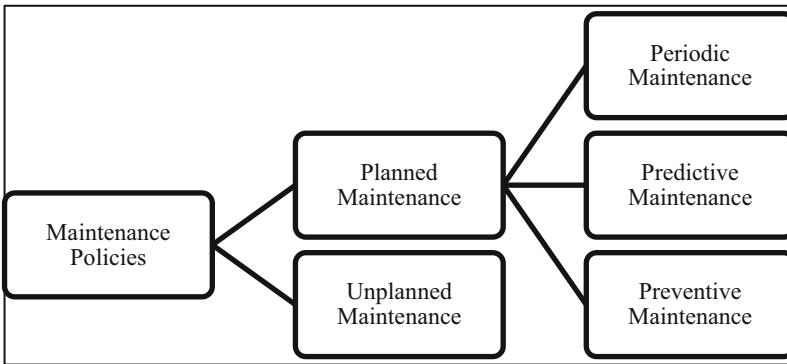 Maintenance
Policies
Planned
Maintenance
Unplanned
Maintenance
Periodic
Maintenance
Predictive
Maintenance
Preventive
Maintenance